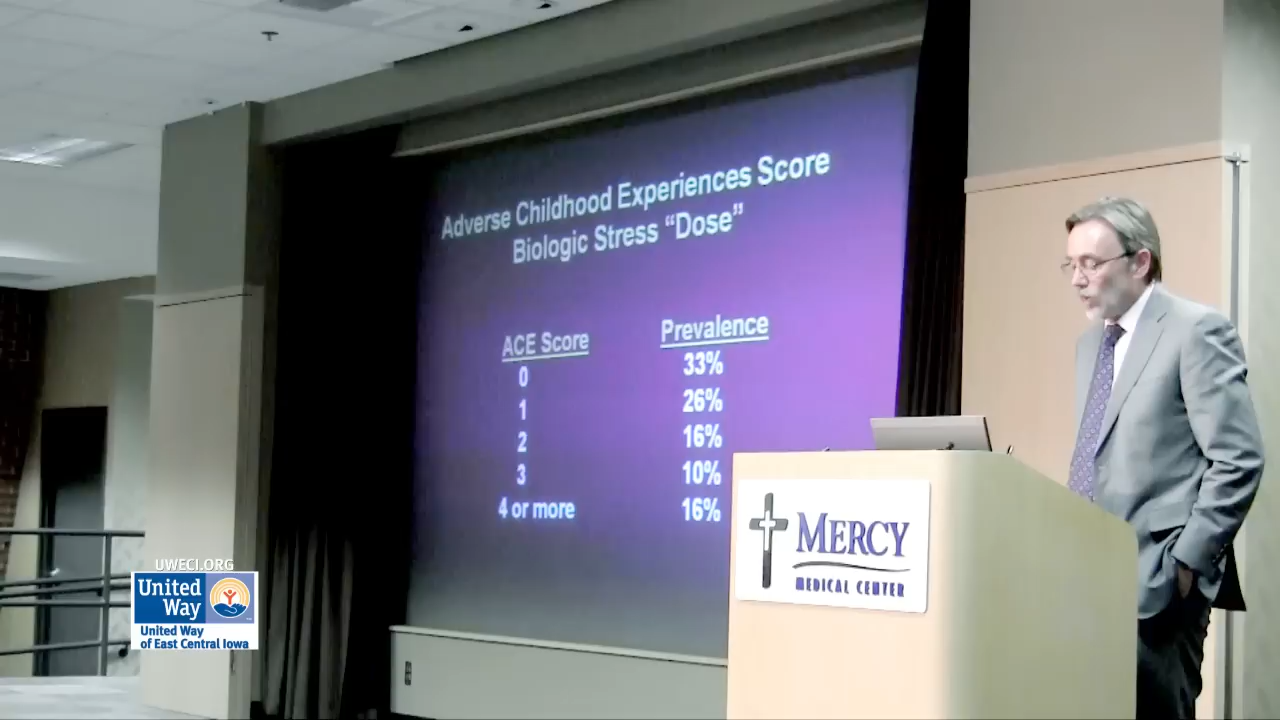 Adverse Childhood Experiences Score
Biologic Stress “Dose”
ACE Score Prevalence
0 33%
1 26%
2 16%
3 10%
4 or more 16%
MERCY
MEDICAL CENTER
UWECI.ORG
United
Way
United Way
of East Central Iowa